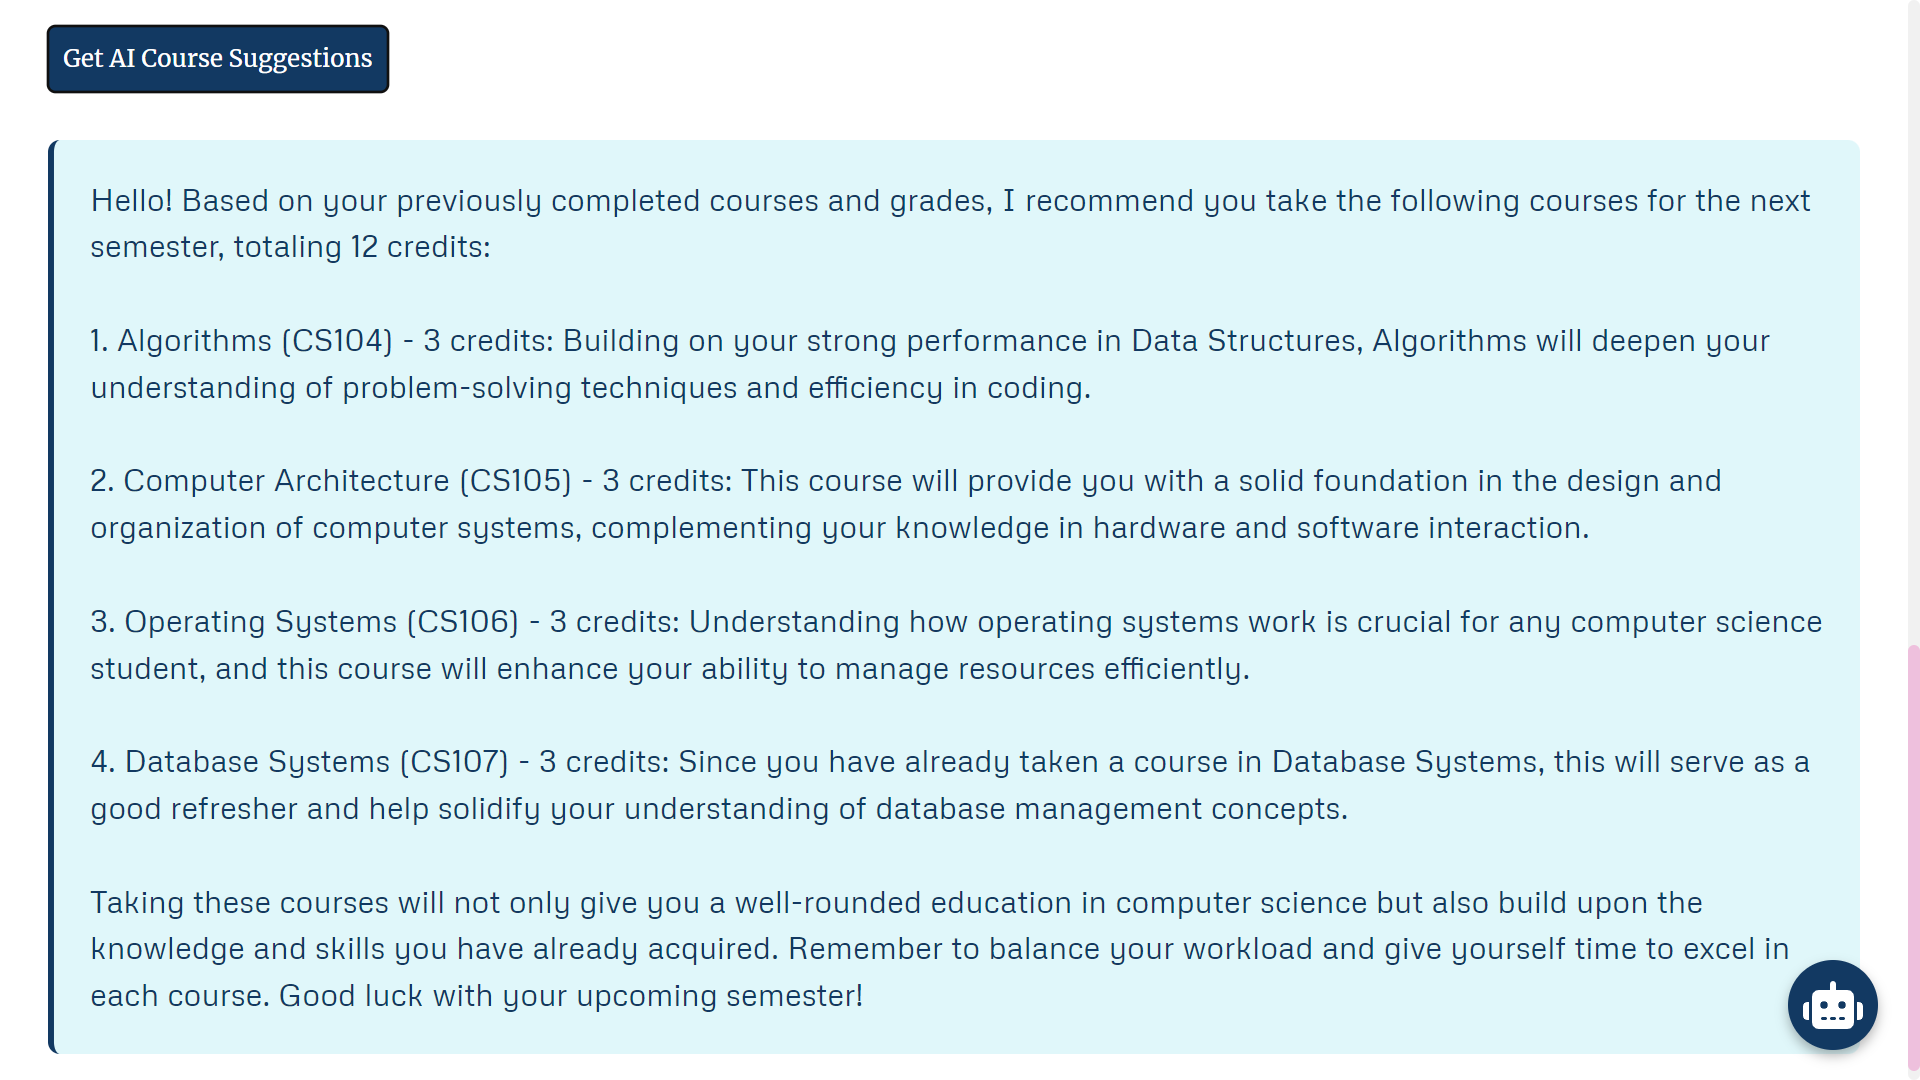 Get AI Course Suggestions
Hello! Based on your previously completed courses and grades, I recommend you take the following courses for the next
semester, totaling 12 credits:
1. Algorithms (CS104) - 3 credits: Building on your strong performance in Data Structures, Algorithms will deepen your
understanding of problem-solving techniques and efficiency in coding.
2. Computer Architecture (CS105) - 3 credits: This course will provide you with a solid foundation in the design and
organization of computer systems, complementing your knowledge in hardware and software interaction.
3. Operating Systems (CS106) - 3 credits: Understanding how operating systems work is crucial for any computer science
student, and this course will enhance your ability to manage resources efficiently.
4. Database Systems (CS107) - 3 credits: Since you have already taken a course in Database Systems, this will serve as a
good refresher and help solidify your understanding of database management concepts.
Taking these courses will not only give you a well-rounded education in computer science but also build upon the
knowledge and skills you have already acquired. Remember to balance your workload and give yourself time to excel in
each course. Good luck with your upcoming semester!